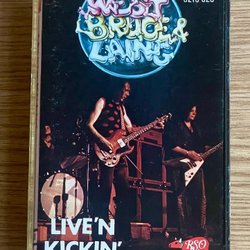 WEST,
BRUCE &
LAING
LIVE 'N
KICKIN'
RSO